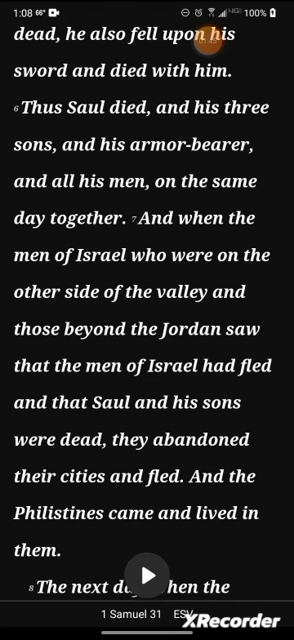 1:08 66° 100%
dead, he also fell upon his
sword and died with him.
6 Thus Saul died, and his three
sons, and his armor-bearer,
and all his men, on the same
day together. 7 And when the
men of Israel who were on the
other side of the valley and
those beyond the Jordan saw
that the men of Israel had fled
and that Saul and his sons
were dead, they abandoned
their cities and fled. And the
Philistines came and lived in
them.
8 The next when the
1 Samuel 31 ESV
XRecorder